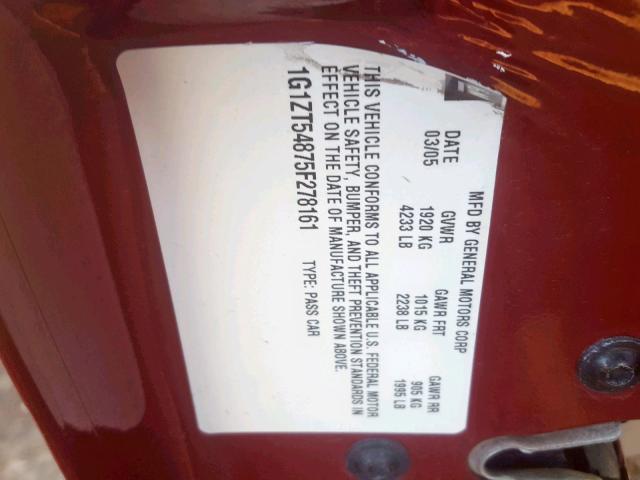 MFD BY GENERAL MOTORS CORP
DATE GVWR GAWR FRT GAWR RR
03/05 1920 KG 1015 KG 905 KG
4233 LB 2238 LB 1995 LB
THIS VEHICLE CONFORMS TO ALL APPLICABLE U.S. FEDERAL MOTOR
VEHICLE SAFETY, BUMPER, AND THEFT PREVENTION STANDARDS IN
EFFECT ON THE DATE OF MANUFACTURE SHOWN ABOVE.
1G1ZT54875F278161 TYPE: PASS CAR